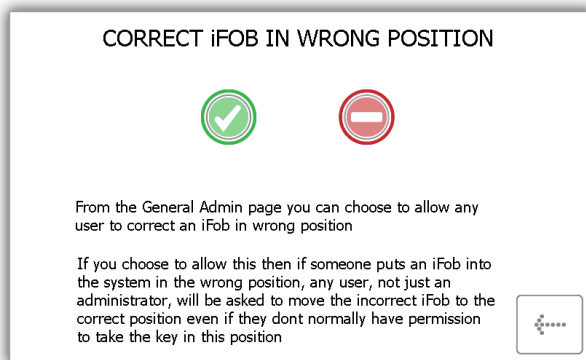 CORRECT iFOB IN WRONG POSITION
From the General Admin page you can choose to allow any
user to correct an iFob in wrong position
If you choose to allow this then if someone puts an iFob into
the system in the wrong position, any user, not just an
administrator, will be asked to move the incorrect iFob to the
correct position even if they dont normally have permission
to take the key in this position